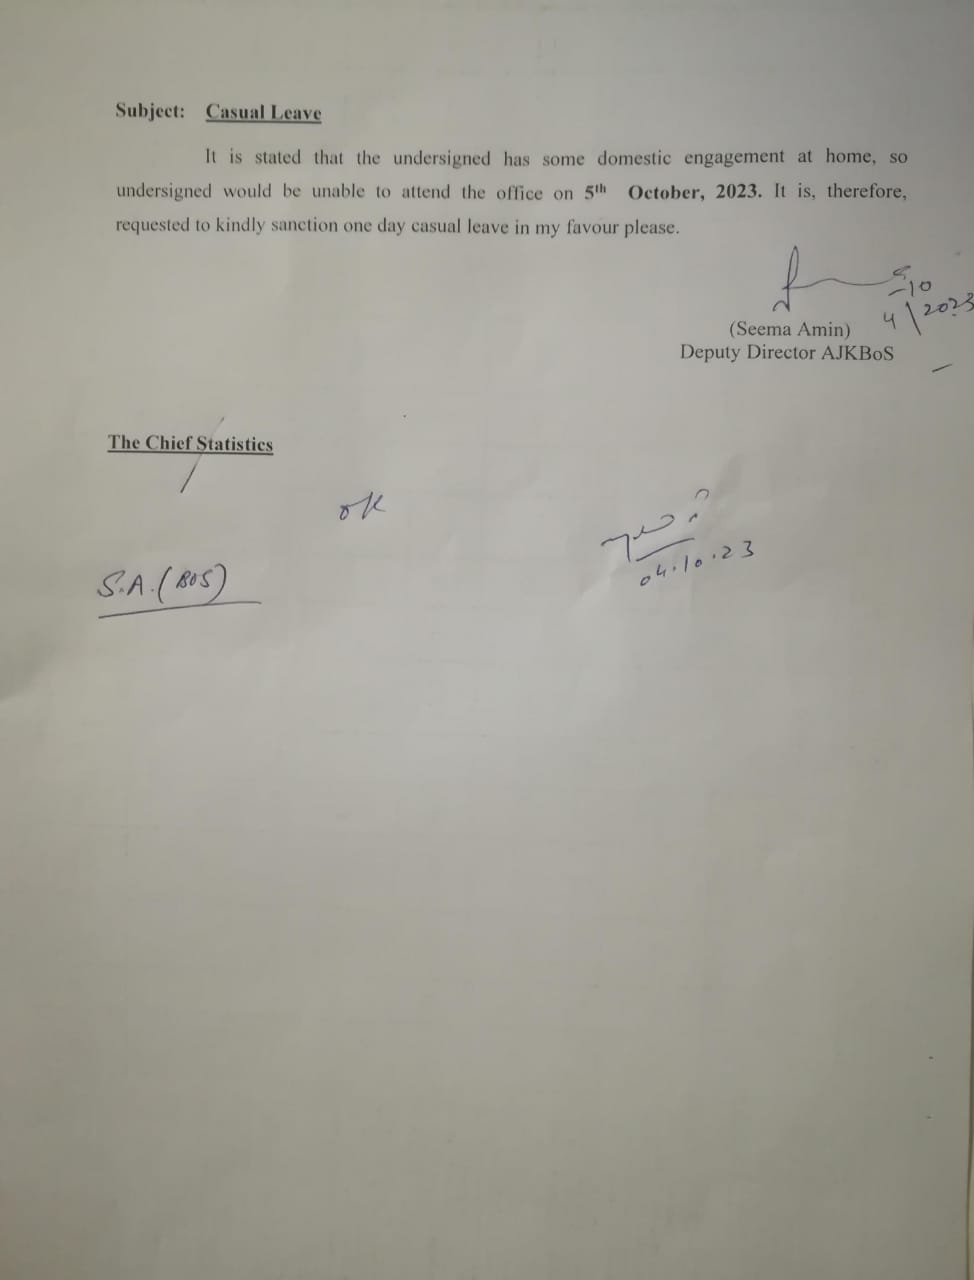 Subject: Casual Leave
It is stated that the undersigned has some domestic engagement at home, so
undersigned would be unable to attend the office on 5th October, 2023. It is, therefore,
requested to kindly sanction one day casual leave in my favour please.
(Seema Amin)
4/10/2023
Deputy Director AJKBoS
The Chief Statistics
ok
04.10.23
S.A.(BOS)